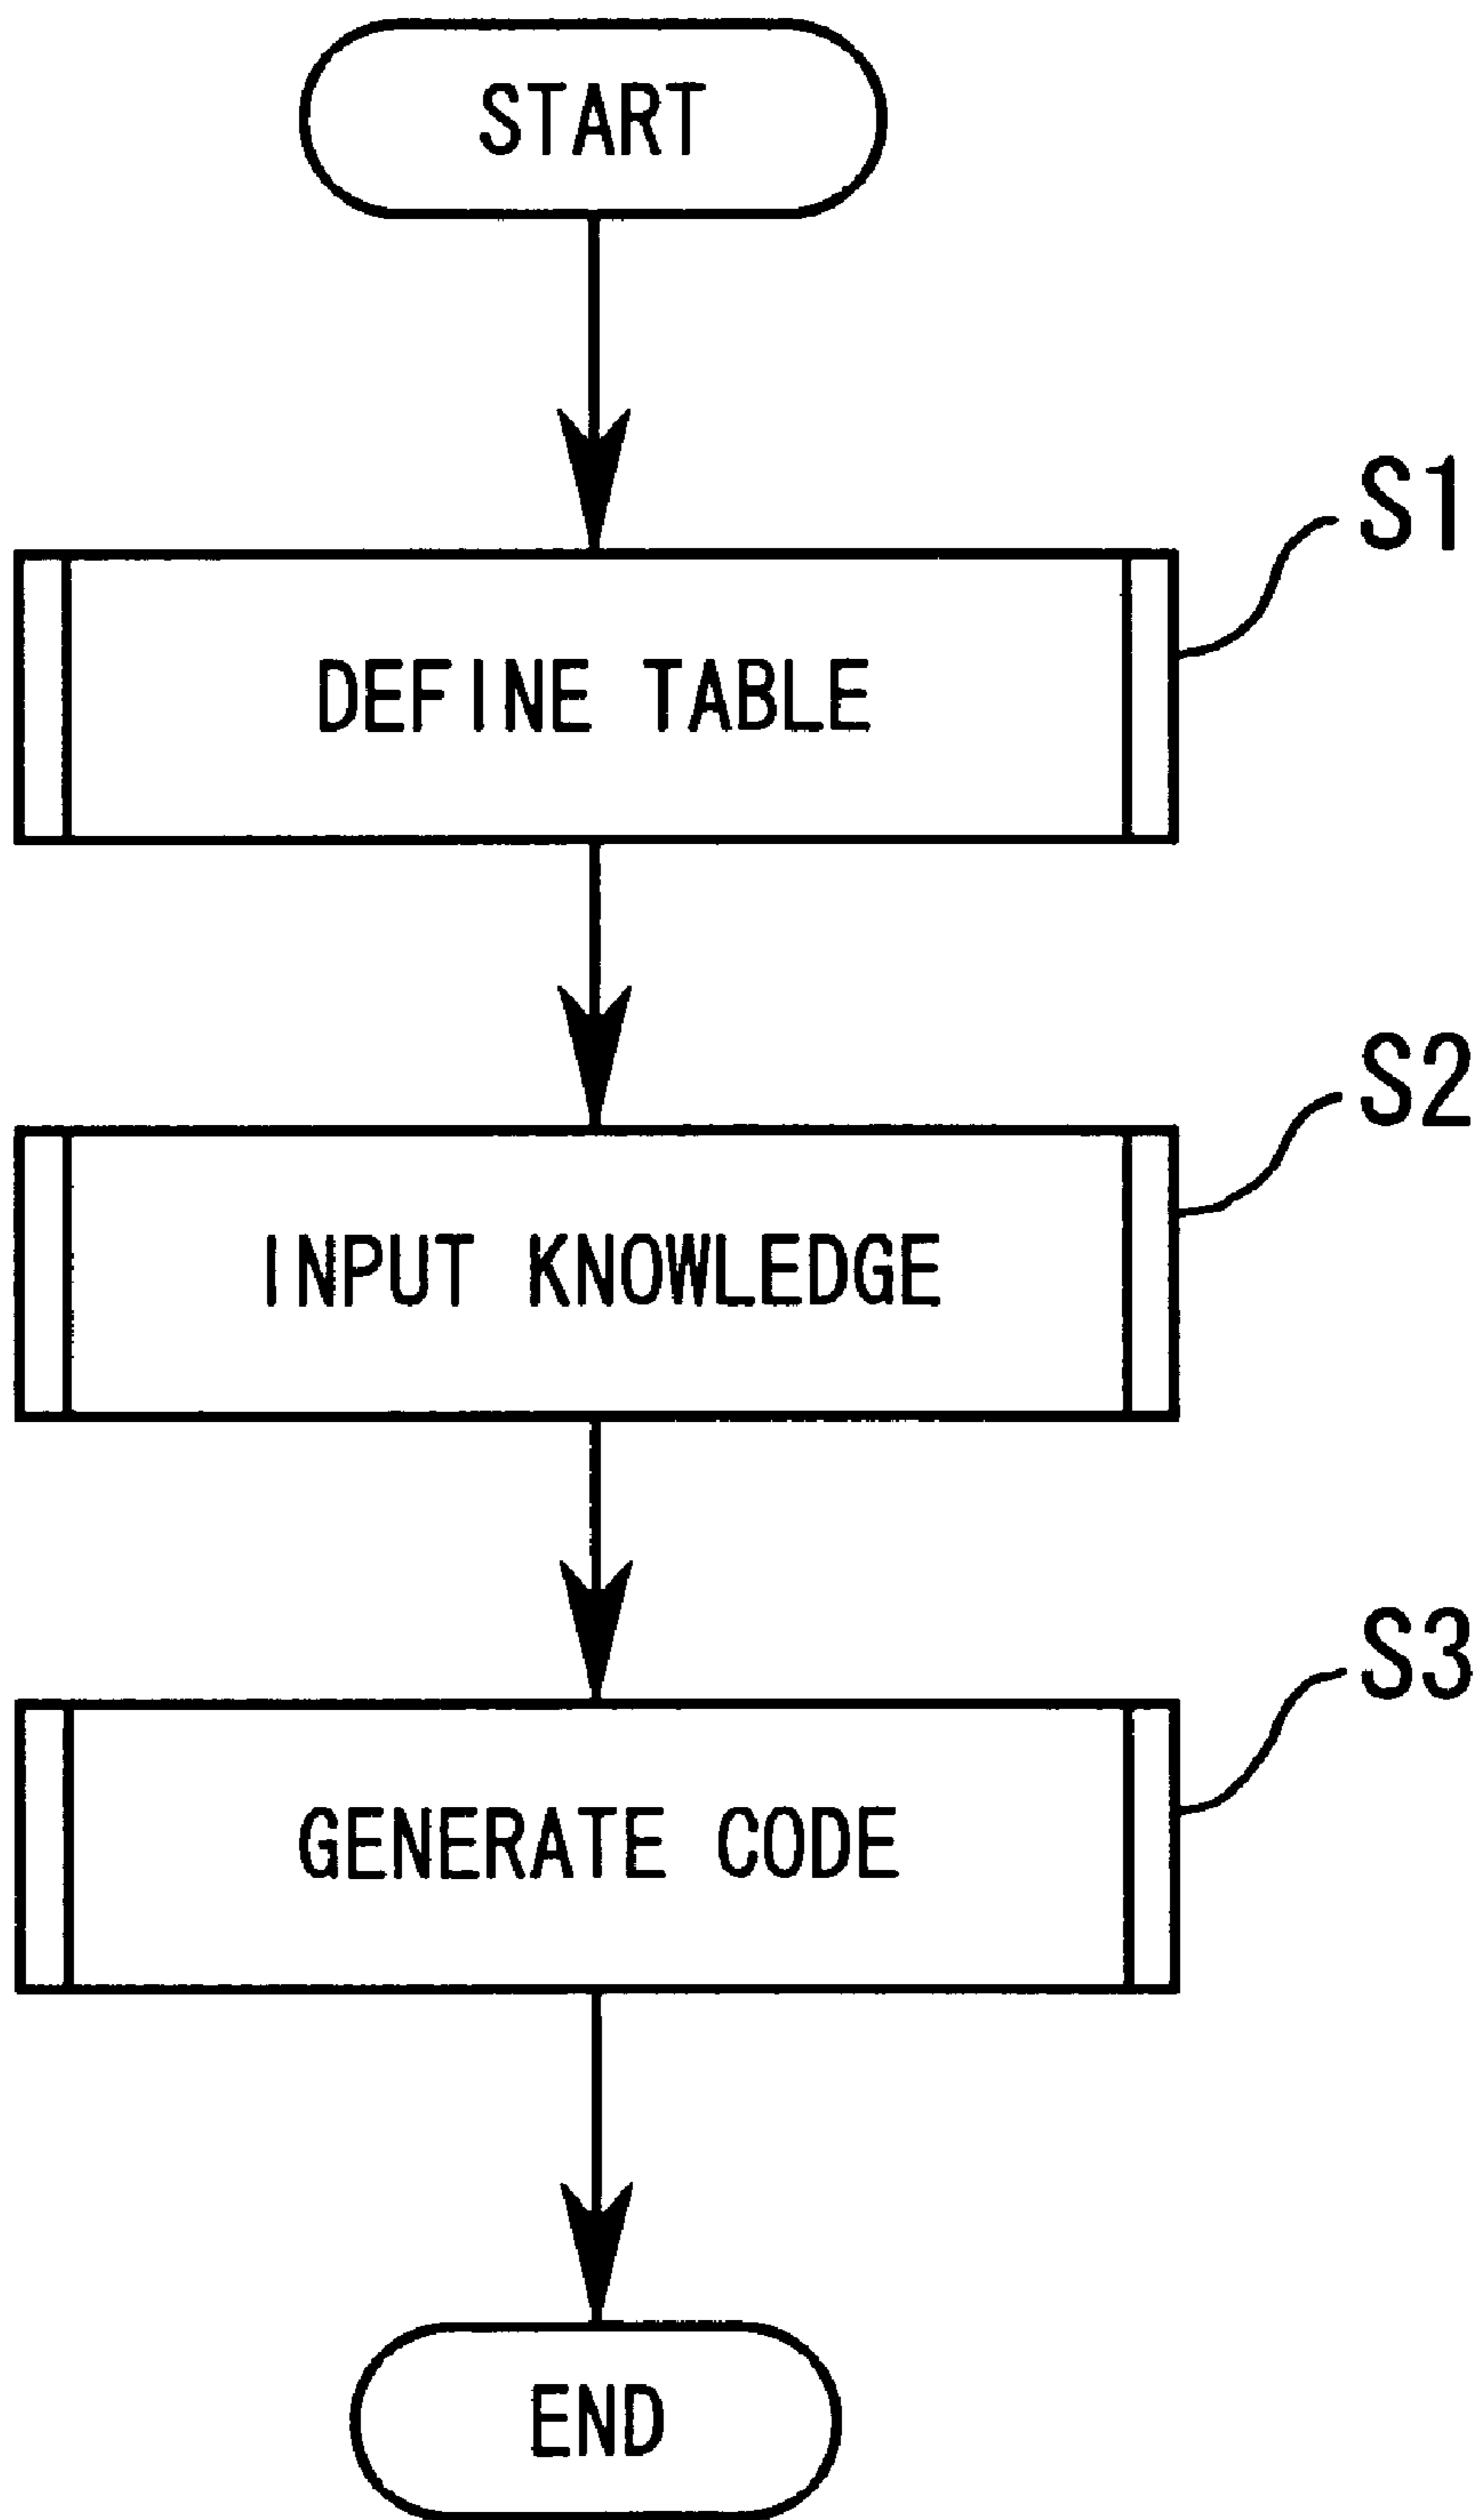 START
S1
DEFINE TABLE
S2
INPUT KNOWLEDGE
S3
GENERATE CODE
END